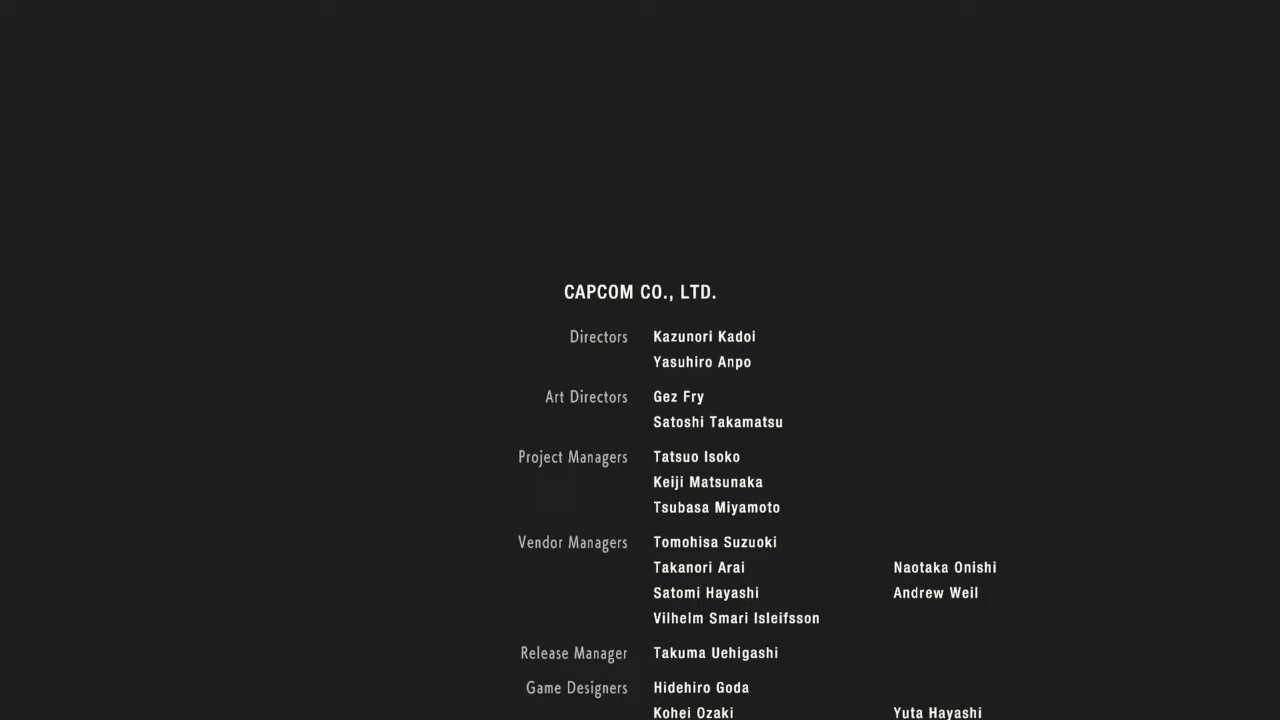 CAPCOM CO., LTD.
Directors Kazunori Kadoi
Yasuhiro Anpo
Art Directors Gez Fry
Satoshi Takamatsu
Project Managers Tatsuo Isoko
Keiji Matsunaka
Tsubasa Miyamoto
Vendor Managers Tomohisa Suzuoki
Takanori Arai Naotaka Onishi
Satomi Hayashi Andrew Weil
Vilhelm Smari Isleifsson
Release Manager Takuma Uehigashi
Game Designers Hidehiro Goda
Kohei Ozaki Yuta Hayashi